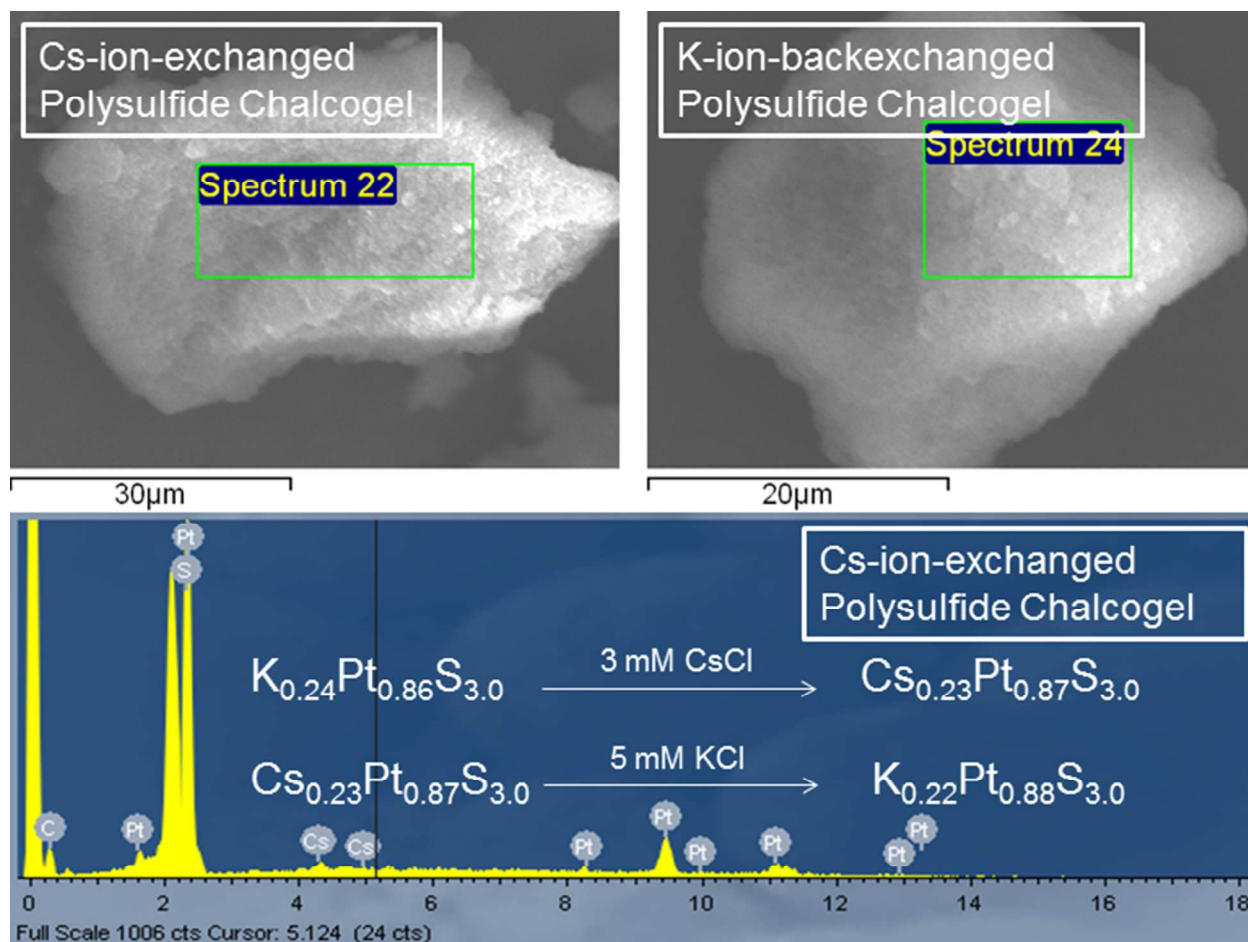 Cs-ion-exchanged
Polysulfide Chalcogel
Spectrum 22
30µm
K-ion-backexchanged
Polysulfide Chalcogel
Spectrum 24
20µm
Cs-ion-exchanged
Polysulfide Chalcogel
K0.24Pt0.86S3.0 3 mM CsCl Cs0.23Pt0.87S3.0
Cs0.23Pt0.87S3.0 5 mM KCl K0.22Pt0.88S3.0
Pt
S
C Pt Cs Cs Pt Pt Pt Pt Pt Pt
0 2 4 6 8 10 12 14 16 18
Full Scale 1006 cts Cursor: 5.124 (24 cts)